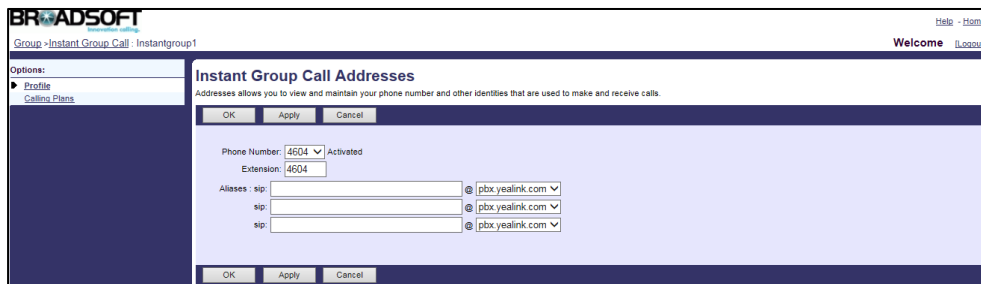 BROADSOFT
Innovation calling.
Help - Hom
Group >Instant Group Call : Instantgroup1
Welcome [Logou
Options:
Profile
Calling Plans
Instant Group Call Addresses
Addresses allows you to view and maintain your phone number and other identities that are used to make and receive calls.
OK Apply Cancel
Phone Number: 4604 Activated
Extension: 4604
Aliases : sip: @ pbx.yealink.com
sip: @ pbx.yealink.com
sip: @ pbx.yealink.com
OK Apply Cancel